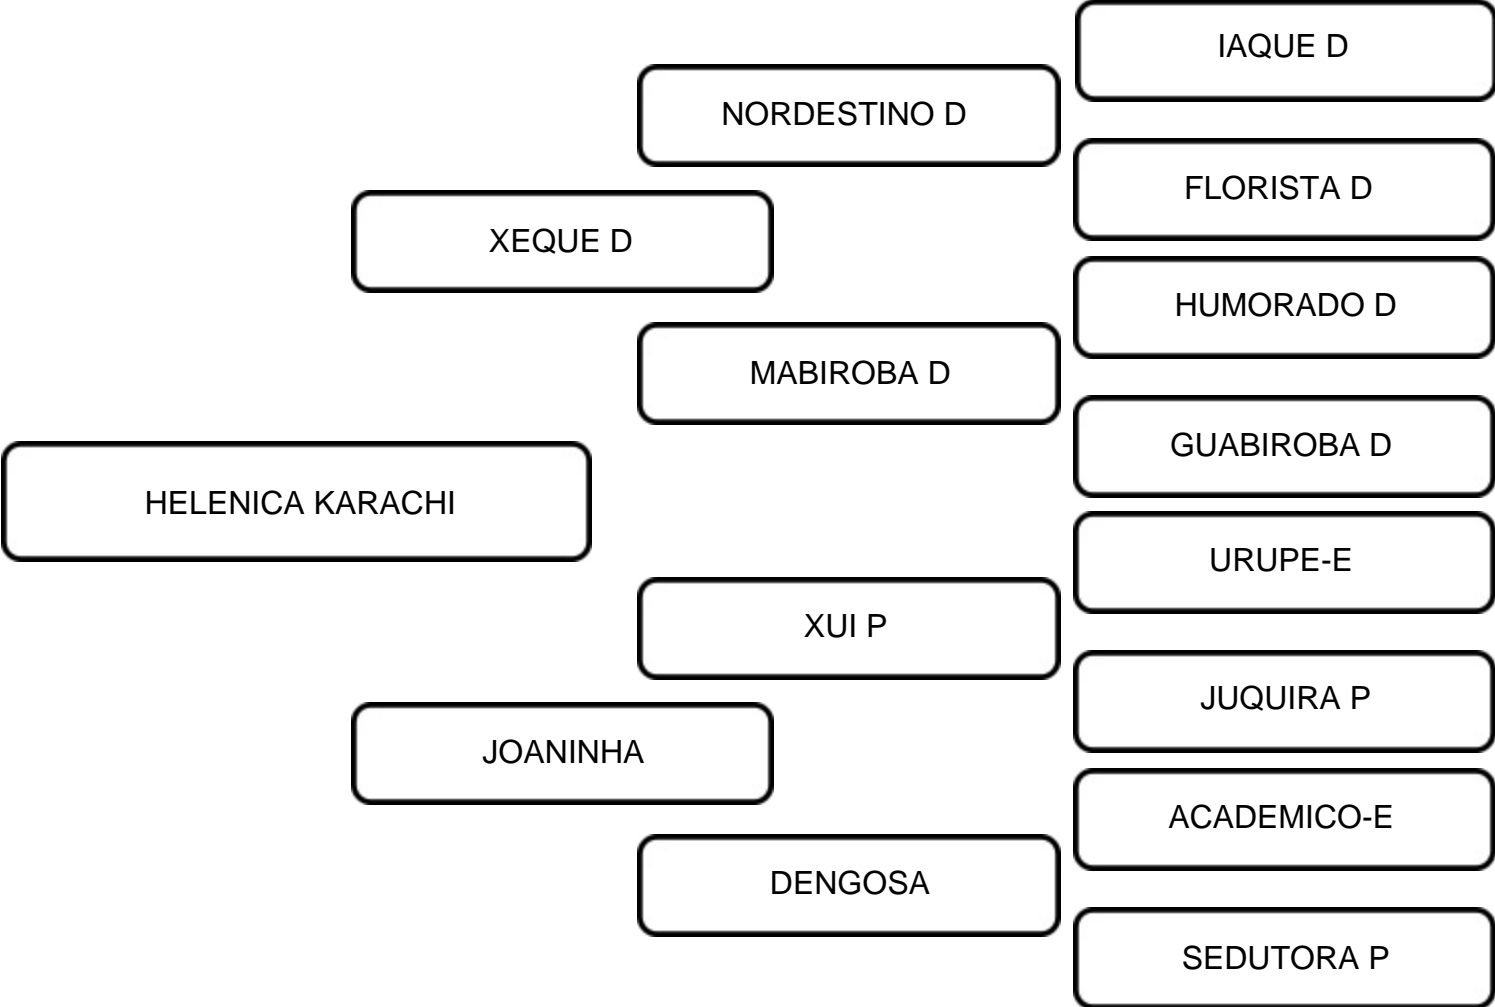 IAQUE D
NORDESTINO D
FLORISTA D
XEQUE D
HUMORADO D
MABIROBA D
GUABIROBA D
HELENICA KARACHI
URUPE-E
XUI P
JUQUIRA P
JOANINHA
ACADEMICO-E
DENGOSA
SEDUTORA P